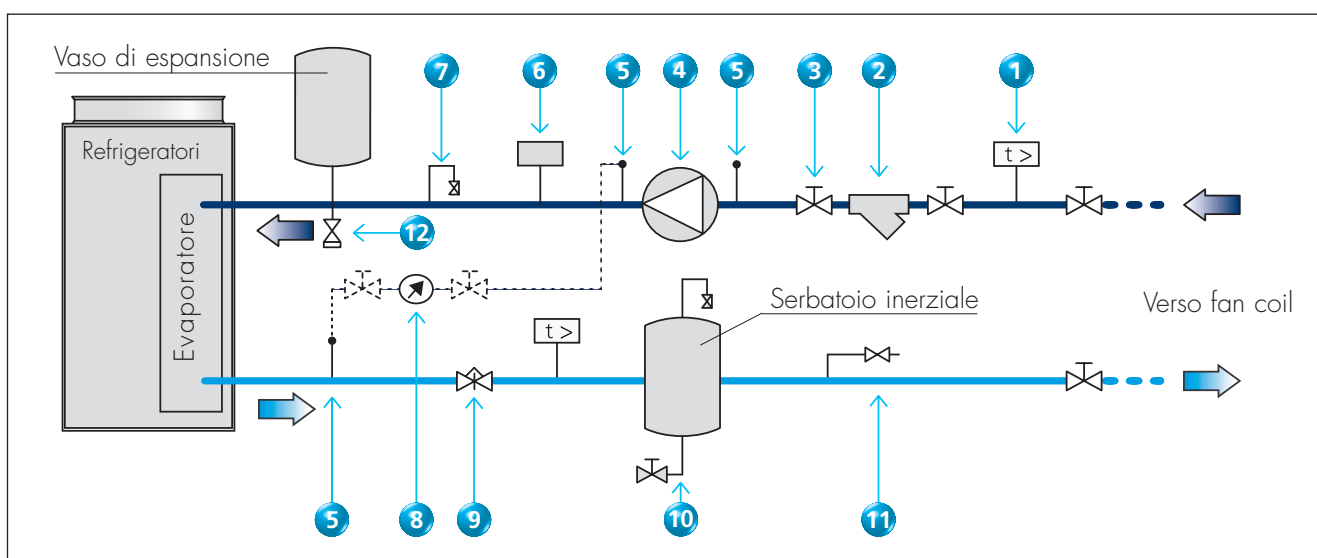 Vaso di espansione
7
6
5
4
5
3
2
1
Refrigeratori
t >
12
Evaporatore
Serbatoio inerziale
Verso fan coil
t >
5
8
9
10
11